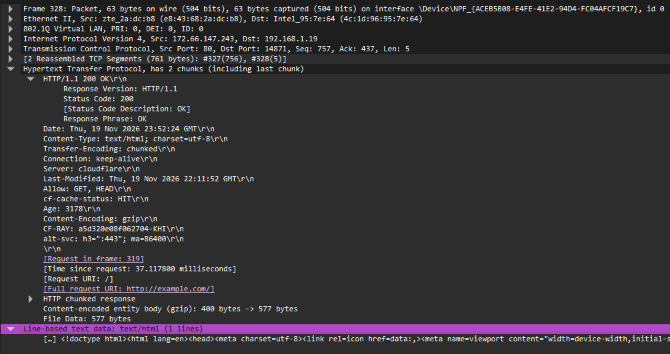 Frame 328: Packet, 63 bytes on wire (504 bits), 63 bytes captured (504 bits) on interface \Device\NPF_{ACEB5B08-E4FE-41E2-94D4-FC04AFCF19C7}, id 0
Ethernet II, Src: zte_2a:dc:b8 (e8:43:68:2a:dc:b8), Dst: Intel_95:7e:64 (4c:1d:96:95:7e:64)
802.1Q Virtual LAN, PRI: 0, DEI: 0, ID: 0
Internet Protocol Version 4, Src: 172.66.147.243, Dst: 192.168.1.19
Transmission Control Protocol, Src Port: 80, Dst Port: 14871, Seq: 757, Ack: 437, Len: 5
[2 Reassembled TCP Segments (761 bytes): #327(756), #328(5)]
Hypertext Transfer Protocol, has 2 chunks (including last chunk)
HTTP/1.1 200 OK\r\n
Response Version: HTTP/1.1
Status Code: 200
[Status Code Description: OK]
Response Phrase: OK
Date: Thu, 19 Nov 2026 23:52:24 GMT\r\n
Content-Type: text/html; charset=utf-8\r\n
Transfer-Encoding: chunked\r\n
Connection: keep-alive\r\n
Server: cloudflare\r\n
Last-Modified: Thu, 19 Nov 2026 22:11:52 GMT\r\n
Allow: GET, HEAD\r\n
cf-cache-status: HIT\r\n
Age: 3178\r\n
Content-Encoding: gzip\r\n
CF-RAY: a5d320e08f062704-KHI\r\n
alt-svc: h3=":443"; ma=86400\r\n
\r\n
[Request in frame: 319]
[Time since request: 37.117800 milliseconds]
[Request URI: /]
[Full request URI: http://example.com/]
HTTP chunked response
Content-encoded entity body (gzip): 400 bytes -> 577 bytes
File Data: 577 bytes
Line-based text data: text/html (1 lines)
[…] <!doctype html><html lang=en><head><meta charset=utf-8><link rel=icon href=data:,><meta name=viewport content="width=device-width,initial-s